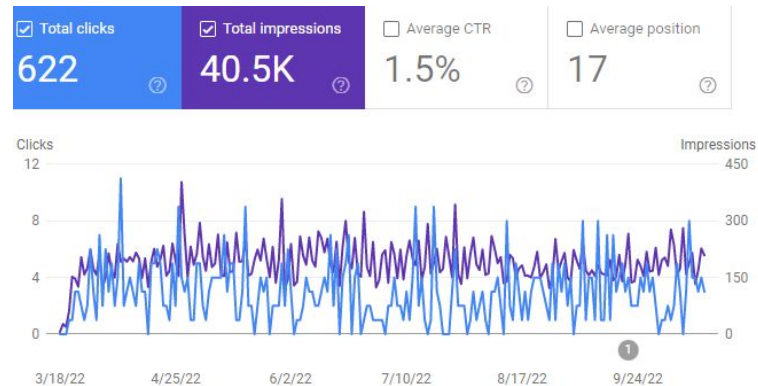 Total clicks
622
Total impressions
40.5K
Average CTR
1.5%
Average position
17
Clicks
Impressions
12
450
8
300
4
150
0
0
1
3/18/22
4/25/22
6/2/22
7/10/22
8/17/22
9/24/22